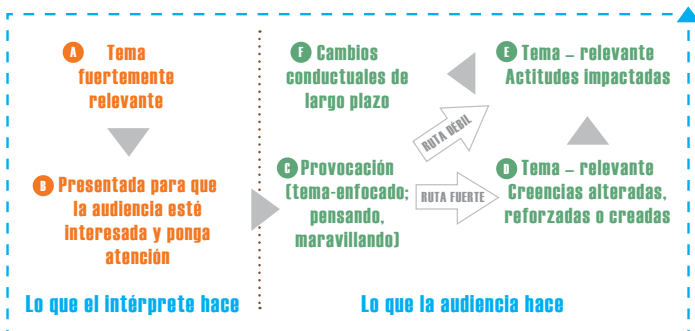 A Tema
fuertemente
relevante
B Presentada para que
la audiencia esté
interesada y ponga
atención
Lo que el intérprete hace
F Cambios
conductuales de
largo plazo
E Tema – relevante
Actitudes impactadas
RUTA DÉBIL
C Provocación
(tema-enfocado;
pensando,
maravillando)
RUTA FUERTE
D Tema – relevante
Creencias alteradas,
reforzadas o creadas
Lo que la audiencia hace